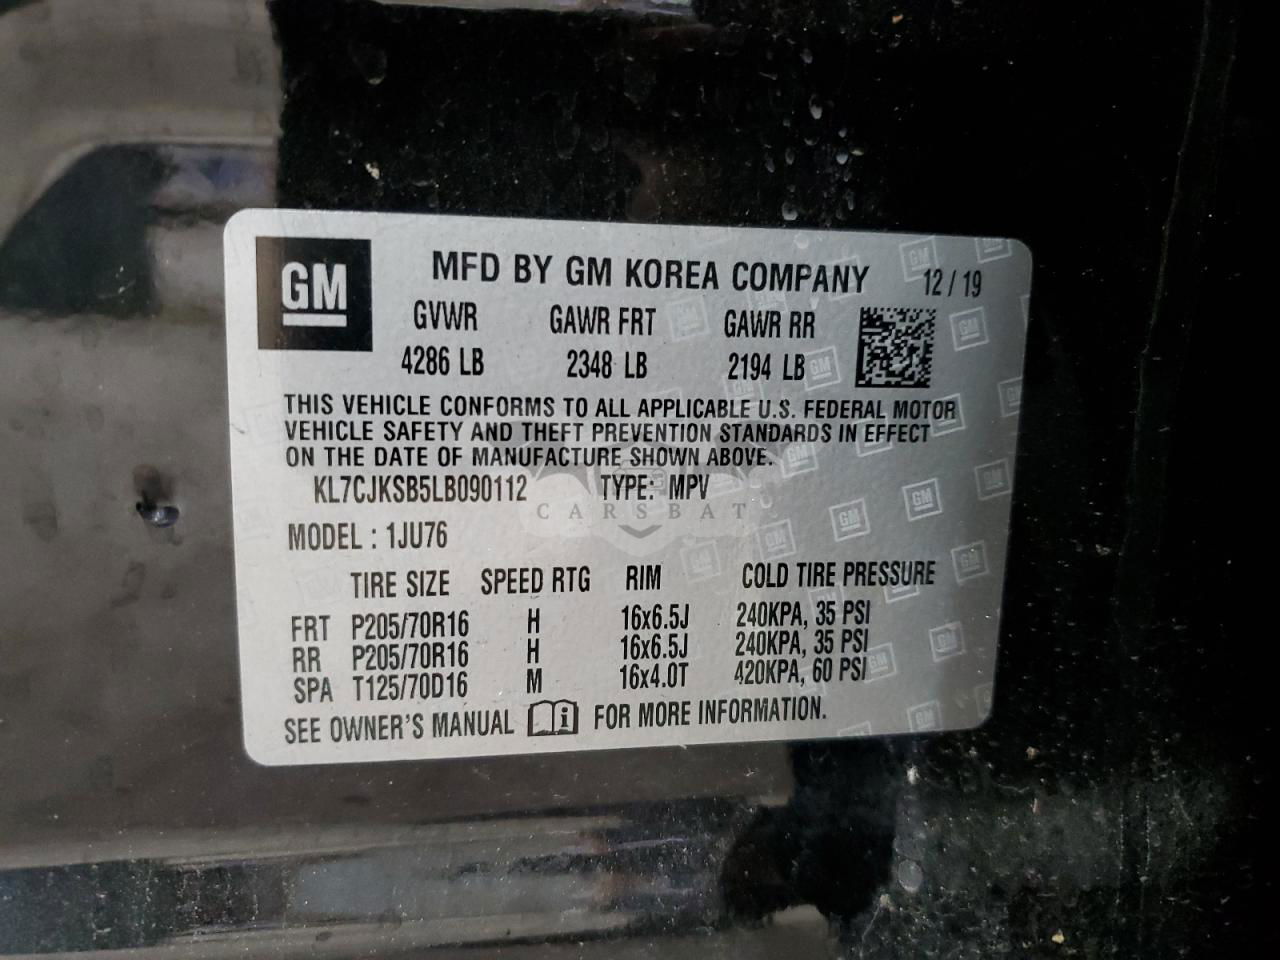 GM
MFD BY GM KOREA COMPANY 12/19
GVWR GAWR FRT GAWR RR
4286 LB 2348 LB 2194 LB
THIS VEHICLE CONFORMS TO ALL APPLICABLE U.S. FEDERAL MOTOR
VEHICLE SAFETY AND THEFT PREVENTION STANDARDS IN EFFECT
ON THE DATE OF MANUFACTURE SHOWN ABOVE.
KL7CJKSB5LB090112 TYPE: MPV
CARSBAT
MODEL : 1JU76
TIRE SIZE SPEED RTG RIM COLD TIRE PRESSURE
FRT P205/70R16 H 16x6.5J 240KPA, 35 PSI
RR P205/70R16 H 16x6.5J 240KPA, 35 PSI
SPA T125/70D16 M 16x4.0T 420KPA, 60 PSI
SEE OWNER'S MANUAL i FOR MORE INFORMATION.